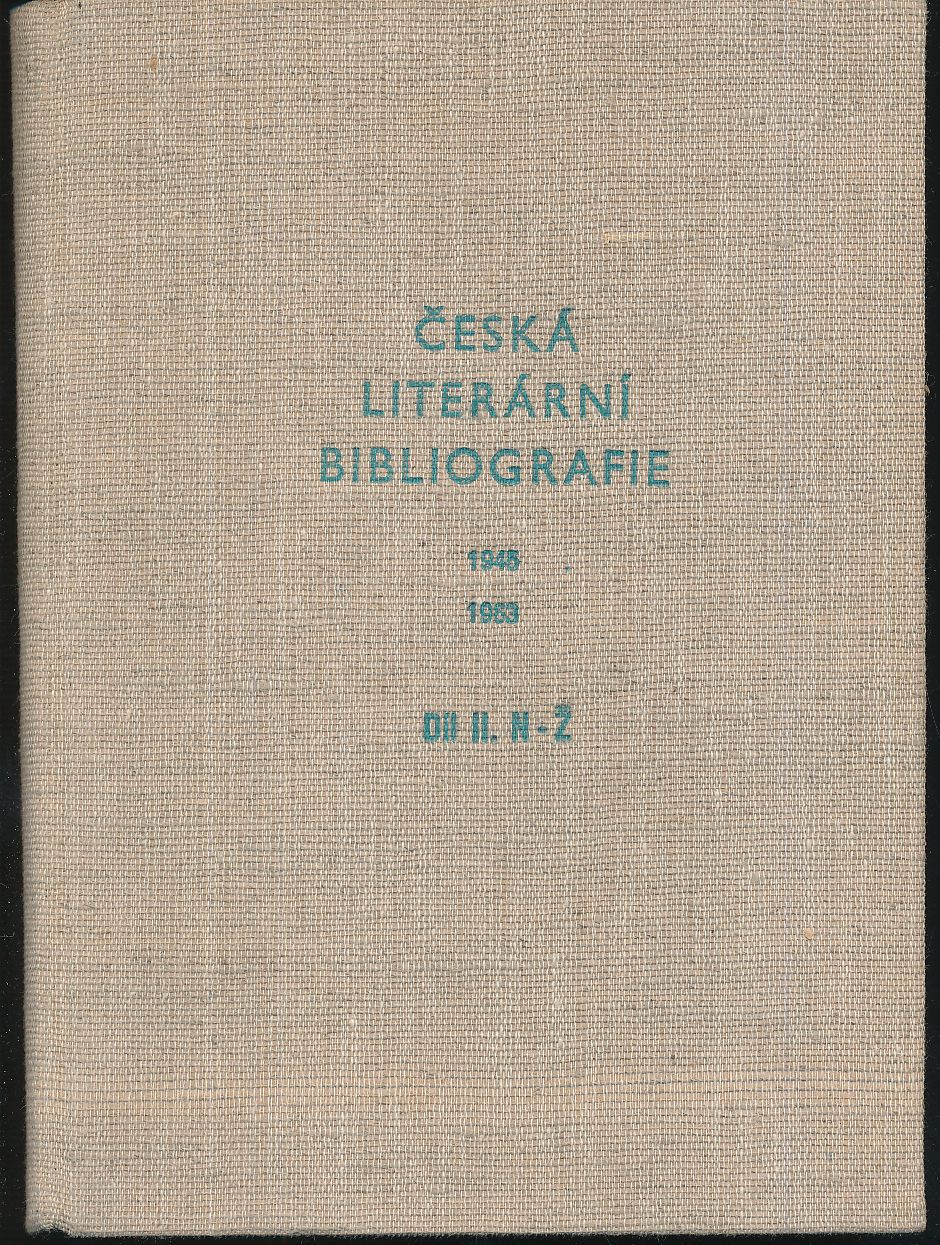 ČESKÁ
LITERÁRNÍ
BIBLIOGRAFIE
1945
1963
Díl II. N-Ž